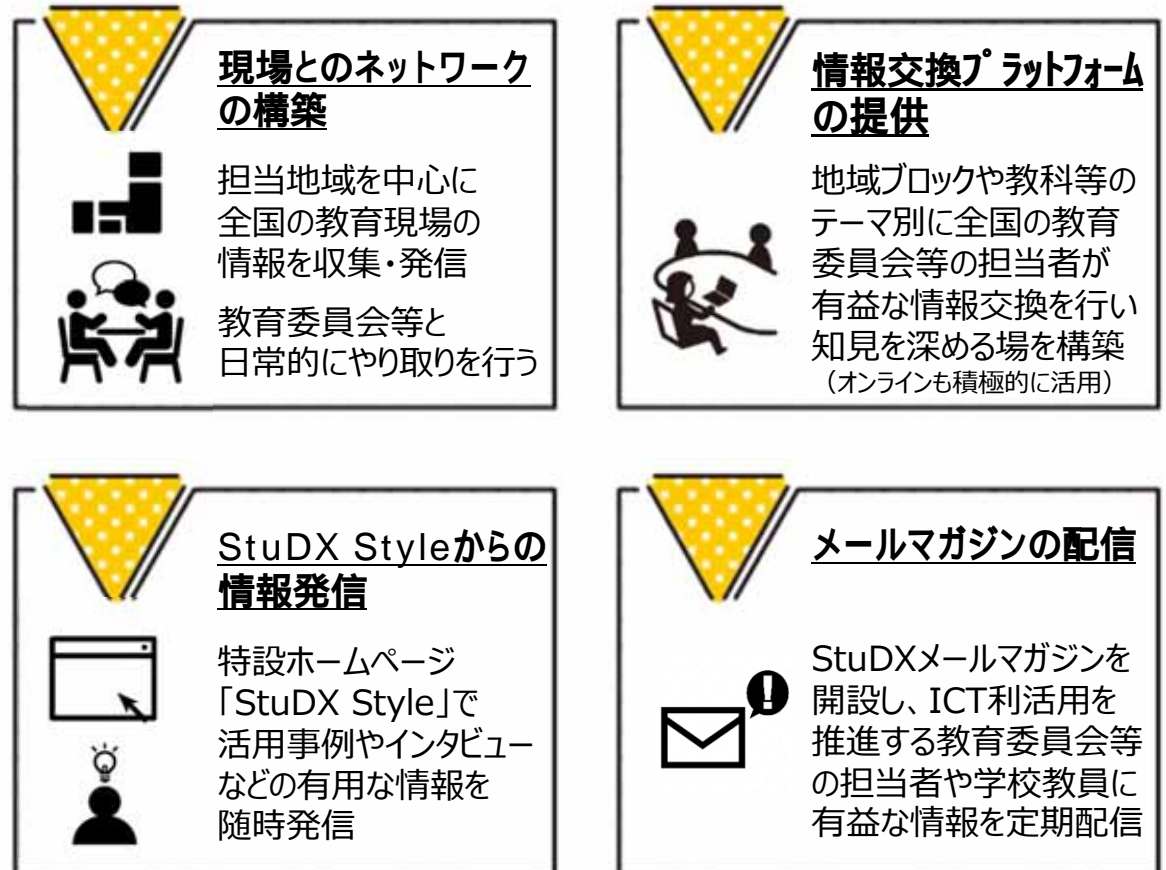 現場とのネットワーク
の構築
担当地域を中心に
全国の教育現場の
情報を収集・発信
教育委員会等と
日常的にやり取りを行う
情報交換プラットフォーム
の提供
地域ブロックや教科等の
テーマ別に全国の教育
委員会等の担当者が
有益な情報交換を行い
知見を深める場を構築
（オンラインも積極的に活用）
StuDX Styleからの
情報発信
特設ホームページ
「StuDX Style」で
活用事例やインタビュー
などの有用な情報を
随時発信
メールマガジンの配信
StuDXメールマガジンを
開設し、ICT利活用を
推進する教育委員会等
の担当者や学校教員に
有益な情報を定期配信